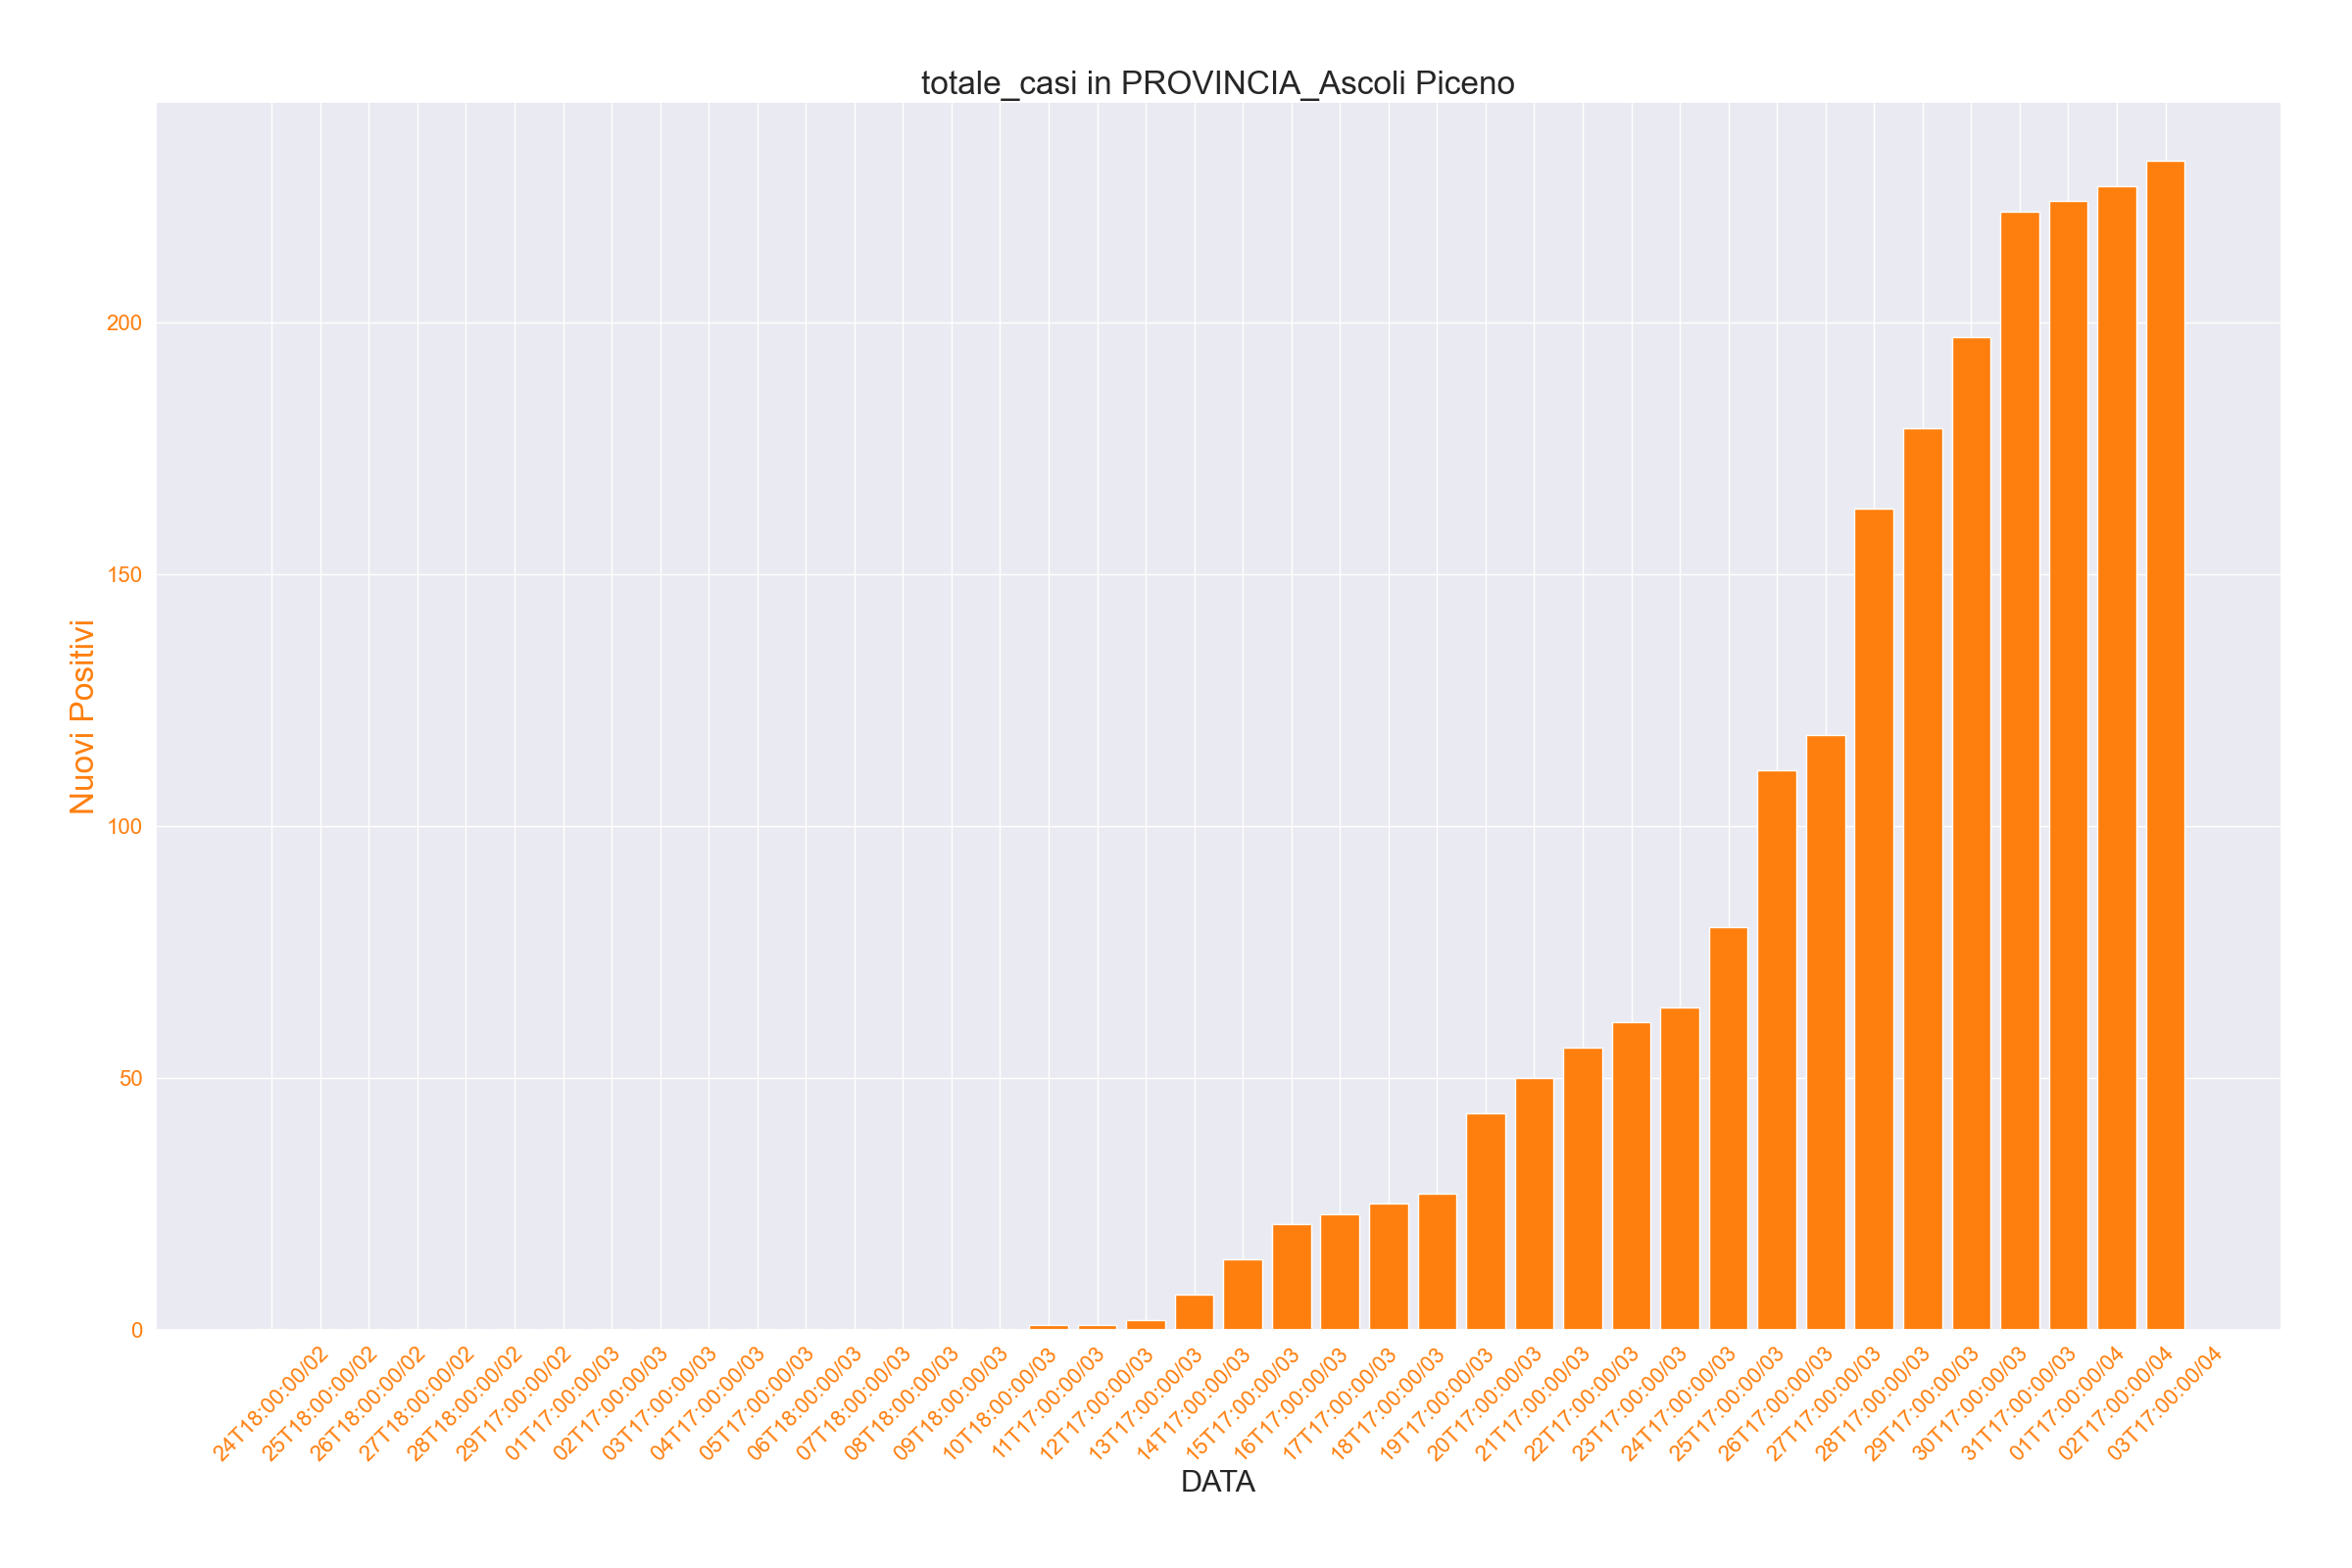 totale_casi in PROVINCIA_Ascoli Piceno
Nuovi Positivi
200
150
100
50
0
24T18:00:00/02
25T18:00:00/02
26T18:00:00/02
27T18:00:00/02
28T18:00:00/02
29T17:00:00/02
01T17:00:00/03
02T17:00:00/03
03T17:00:00/03
04T17:00:00/03
05T17:00:00/03
06T18:00:00/03
07T18:00:00/03
08T18:00:00/03
09T18:00:00/03
10T18:00:00/03
11T17:00:00/03
12T17:00:00/03
13T17:00:00/03
14T17:00:00/03
15T17:00:00/03
16T17:00:00/03
17T17:00:00/03
18T17:00:00/03
19T17:00:00/03
20T17:00:00/03
21T17:00:00/03
22T17:00:00/03
23T17:00:00/03
24T17:00:00/03
25T17:00:00/03
26T17:00:00/03
27T17:00:00/03
28T17:00:00/03
29T17:00:00/03
30T17:00:00/03
31T17:00:00/03
01T17:00:00/04
02T17:00:00/04
03T17:00:00/04
DATA